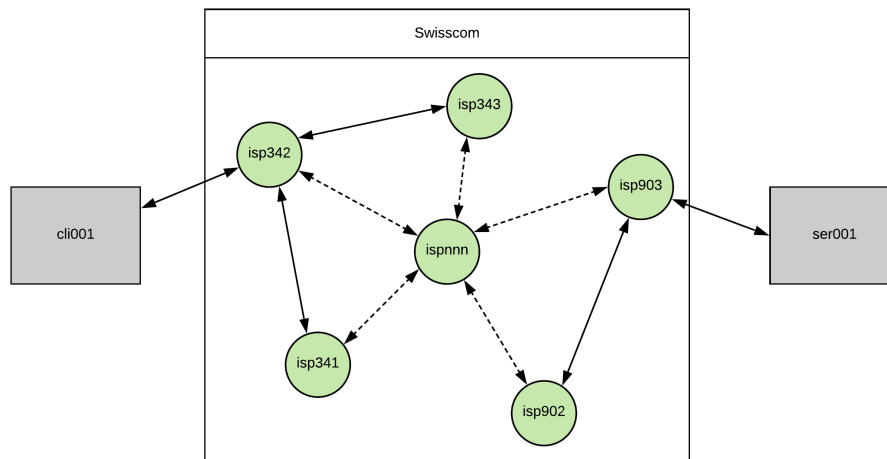 Swisscom
isp343
isp342
isp903
cli001
ser001
ispnnn
isp341
isp902